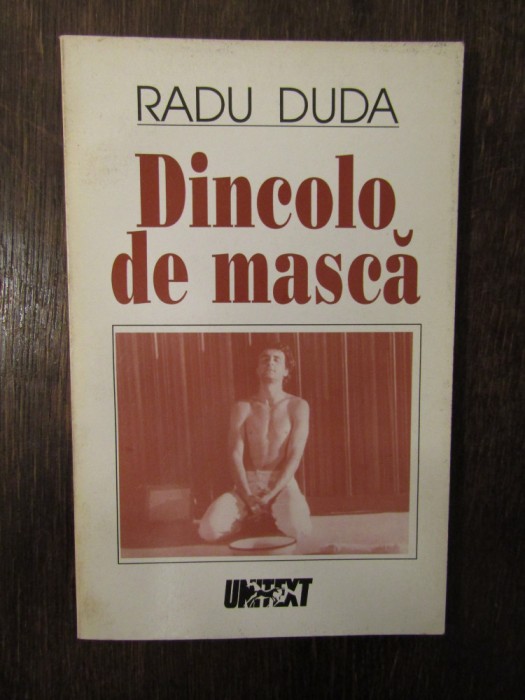 RADU DUDA
Dincolo
de mască
UNITEXT